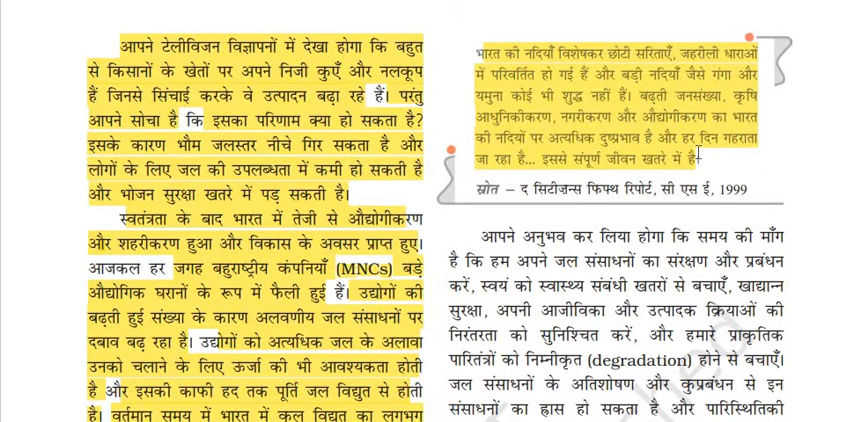 आपने टेलीविजन विज्ञापनों में देखा होगा कि बहुत
से किसानों के खेतों पर अपने निजी कुएँ और नलकूप
हैं जिनसे सिंचाई करके वे उत्पादन बढ़ा रहे हैं। परंतु
आपने सोचा है कि इसका परिणाम क्या हो सकता है?
इसके कारण भौम जलस्तर नीचे गिर सकता है और
लोगों के लिए जल की उपलब्धता में कमी हो सकती है
और भोजन सुरक्षा खतरे में पड़ सकती है।
स्वतंत्रता के बाद भारत में तेजी से औद्योगीकरण
और शहरीकरण हुआ और विकास के अवसर प्राप्त हुए।
आजकल हर जगह बहुराष्ट्रीय कंपनियाँ (MNCs) बड़े
औद्योगिक घरानों के रूप में फैली हुई हैं। उद्योगों की
बढ़ती हुई संख्या के कारण अलवणीय जल संसाधनों पर
दबाव बढ़ रहा है। उद्योगों को अत्यधिक जल के अलावा
उनको चलाने के लिए ऊर्जा की भी आवश्यकता होती
है और इसकी काफी हद तक पूर्ति जल विद्युत से होती
है। वर्तमान समय में भारत में कुल विद्युत का लगभग
भारत की नदियाँ विशेषकर छोटी सरिताएँ, जहरीली धाराओं
में परिवर्तित हो गई हैं और बड़ी नदियाँ जैसे गंगा और
यमुना कोई भी शुद्ध नहीं हैं। बढ़ती जनसंख्या, कृषि
आधुनिकीकरण, नगरीकरण और औद्योगीकरण का भारत
की नदियों पर अत्यधिक दुष्प्रभाव है और हर दिन गहराता
जा रहा है... इससे संपूर्ण जीवन खतरे में है
स्रोत – द सिटीज़न्स फिफ्थ रिपोर्ट, सी एस ई, 1999
आपने अनुभव कर लिया होगा कि समय की माँग
है कि हम अपने जल संसाधनों का संरक्षण और प्रबंधन
करें, स्वयं को स्वास्थ्य संबंधी खतरों से बचाएँ, खाद्यान्न
सुरक्षा, अपनी आजीविका और उत्पादक क्रियाओं की
निरंतरता को सुनिश्चित करें, और हमारे प्राकृतिक
पारितंत्रों को निम्नीकृत (degradation) होने से बचाएँ।
जल संसाधनों के अतिशोषण और कुप्रबंधन से इन
संसाधनों का ह्रास हो सकता है और पारिस्थितिकी